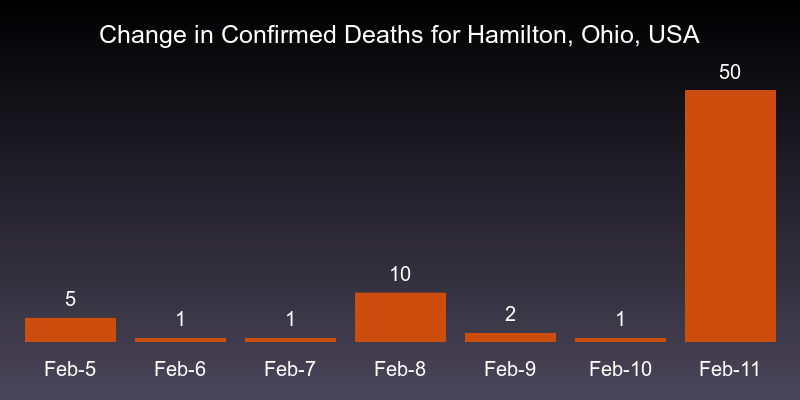 Change in Confirmed Deaths for Hamilton, Ohio, USA
5 1 1 10 2 1 50
Feb-5 Feb-6 Feb-7 Feb-8 Feb-9 Feb-10 Feb-11